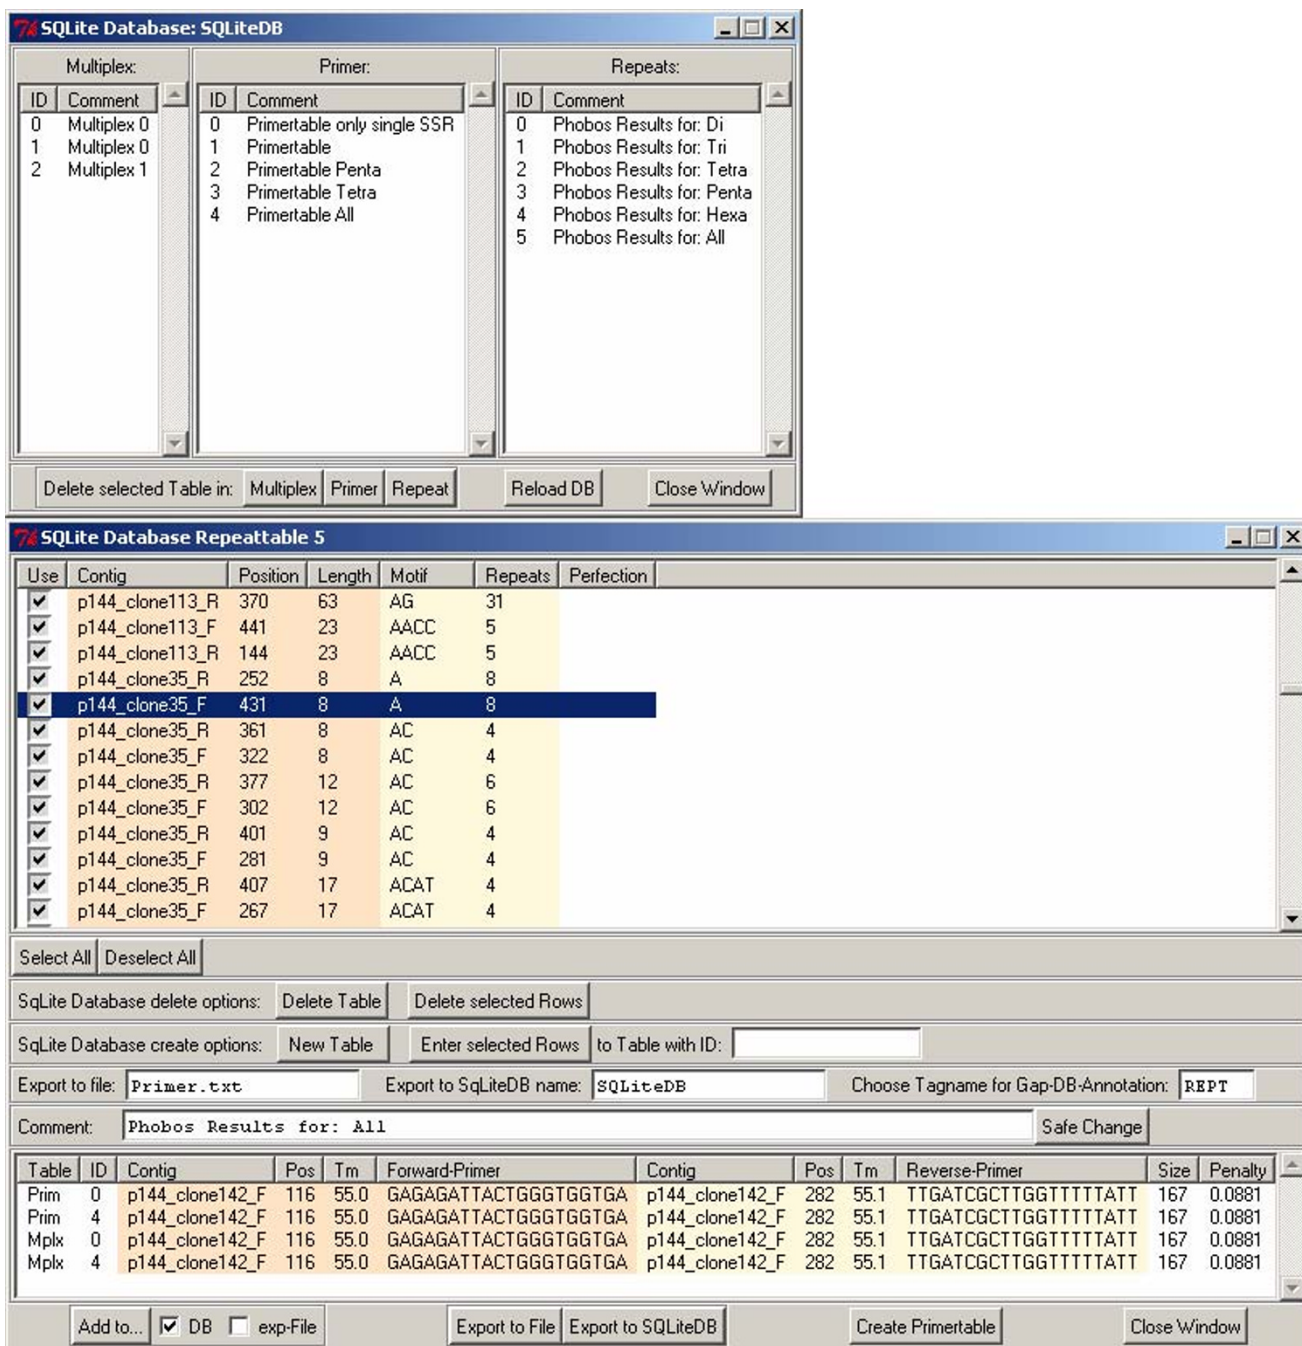 SQLite Database: SQLiteDB
Multiplex: Primer: Repeats:
ID Comment ID Comment ID Comment
0 Multiplex 0 0 Primertable only single SSR 0 Phobos Results for: Di
1 Multiplex 0 1 Primertable 1 Phobos Results for: Tri
2 Multiplex 1 2 Primertable Penta 2 Phobos Results for: Tetra
3 Primertable Tetra 3 Phobos Results for: Penta
4 Primertable All 4 Phobos Results for: Hexa
5 Phobos Results for: All
Delete selected Table in: Multiplex Primer Repeat Reload DB Close Window
SQLite Database Repeattable 5
Use Contig Position Length Motif Repeats Perfection
p144_clone113_R 370 63 AG 31
p144_clone113_F 441 23 AACC 5
p144_clone113_R 144 23 AACC 5
p144_clone35_R 252 8 A 8
p144_clone35_F 431 8 A 8
p144_clone35_R 361 8 AC 4
p144_clone35_F 322 8 AC 4
p144_clone35_R 377 12 AC 6
p144_clone35_F 302 12 AC 6
p144_clone35_R 401 9 AC 4
p144_clone35_F 281 9 AC 4
p144_clone35_R 407 17 ACAT 4
p144_clone35_F 267 17 ACAT 4
Select All Deselect All
SqLite Database delete options: Delete Table Delete selected Rows
SqLite Database create options: New Table Enter selected Rows to Table with ID:
Export to file: Primer.txt Export to SqLiteDB name: SQLiteDB Choose Tagname for Gap-DB-Annotation: REPT
Comment: Phobos Results for: All Safe Change
Table ID Contig Pos Tm Forward-Primer Contig Pos Tm Reverse-Primer Size Penalty
Prim 0 p144_clone142_F 116 55.0 GAGAGATTACTGGGTGGTGA p144_clone142_F 282 55.1 TTGATCGCTTGGTTTTTATT 167 0.0881
Prim 4 p144_clone142_F 116 55.0 GAGAGATTACTGGGTGGTGA p144_clone142_F 282 55.1 TTGATCGCTTGGTTTTTATT 167 0.0881
Mplx 0 p144_clone142_F 116 55.0 GAGAGATTACTGGGTGGTGA p144_clone142_F 282 55.1 TTGATCGCTTGGTTTTTATT 167 0.0881
Mplx 4 p144_clone142_F 116 55.0 GAGAGATTACTGGGTGGTGA p144_clone142_F 282 55.1 TTGATCGCTTGGTTTTTATT 167 0.0881
Add to... DB exp-File Export to File Export to SQLiteDB Create Primertable Close Window